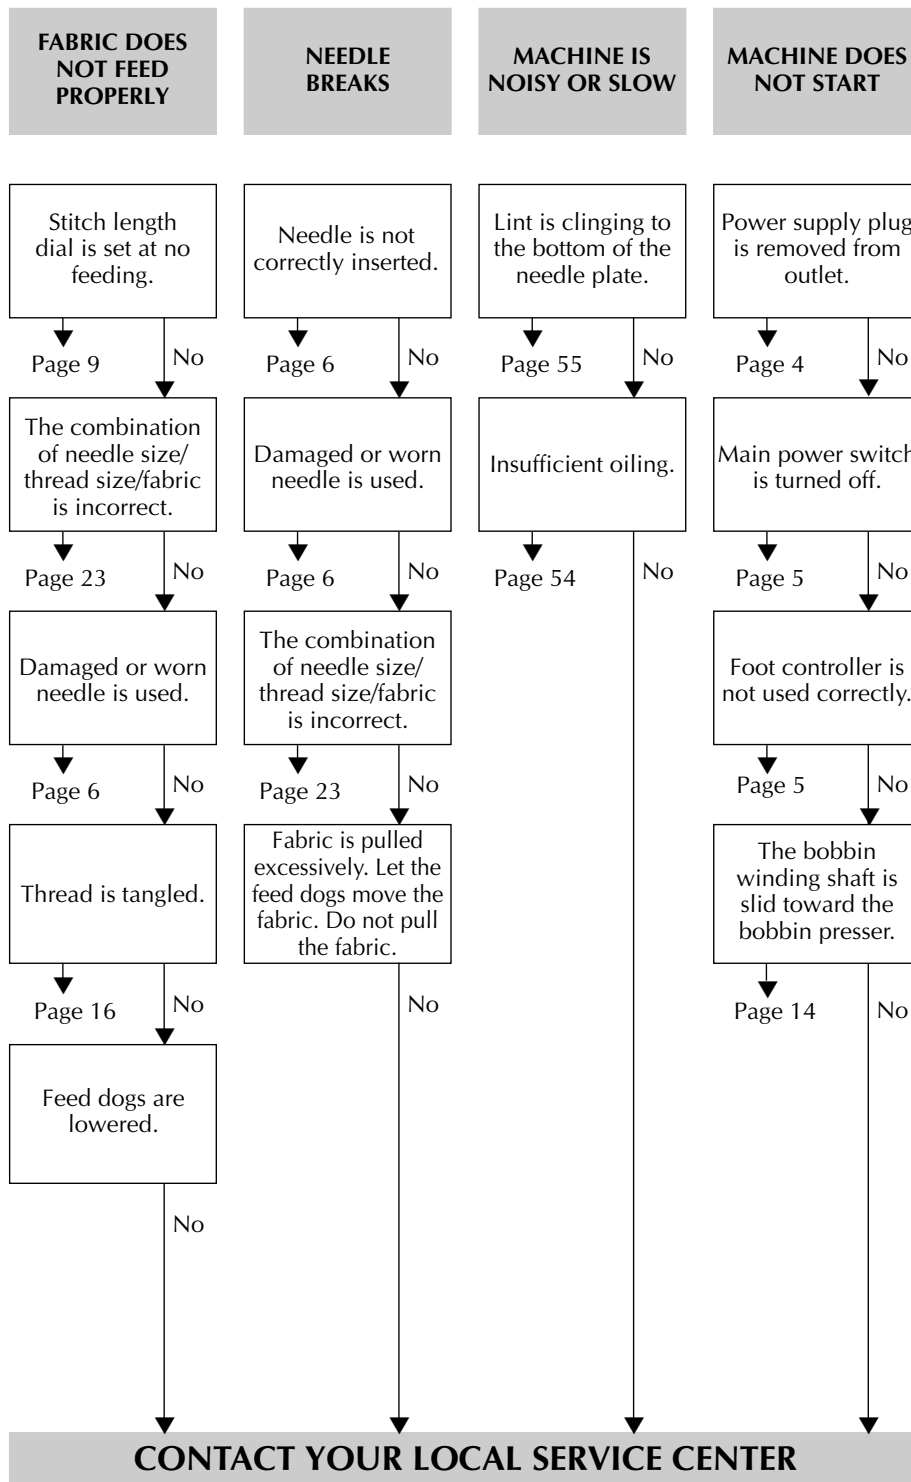 FABRIC DOES
NOT FEED
PROPERLY
Stitch length
dial is set at no
feeding.
Page 9
No
The combination
of needle size/
thread size/fabric
is incorrect.
Page 23
No
Damaged or worn
needle is used.
Page 6
No
Thread is tangled.
Page 16
No
Feed dogs are
lowered.
No
NEEDLE
BREAKS
Needle is not
correctly inserted.
Page 6
No
Damaged or worn
needle is used.
Page 6
No
The combination
of needle size/
thread size/fabric
is incorrect.
Page 23
No
Fabric is pulled
excessively. Let the
feed dogs move the
fabric. Do not pull
the fabric.
No
MACHINE IS
NOISY OR SLOW
Lint is clinging to
the bottom of the
needle plate.
Page 55
No
Insufficient oiling.
Page 54
No
MACHINE DOES
NOT START
Power supply plug
is removed from
outlet.
Page 4
No
Main power switch
is turned off.
Page 5
No
Foot controller is
not used correctly.
Page 5
No
The bobbin
winding shaft is
slid toward the
bobbin presser.
Page 14
No
CONTACT YOUR LOCAL SERVICE CENTER